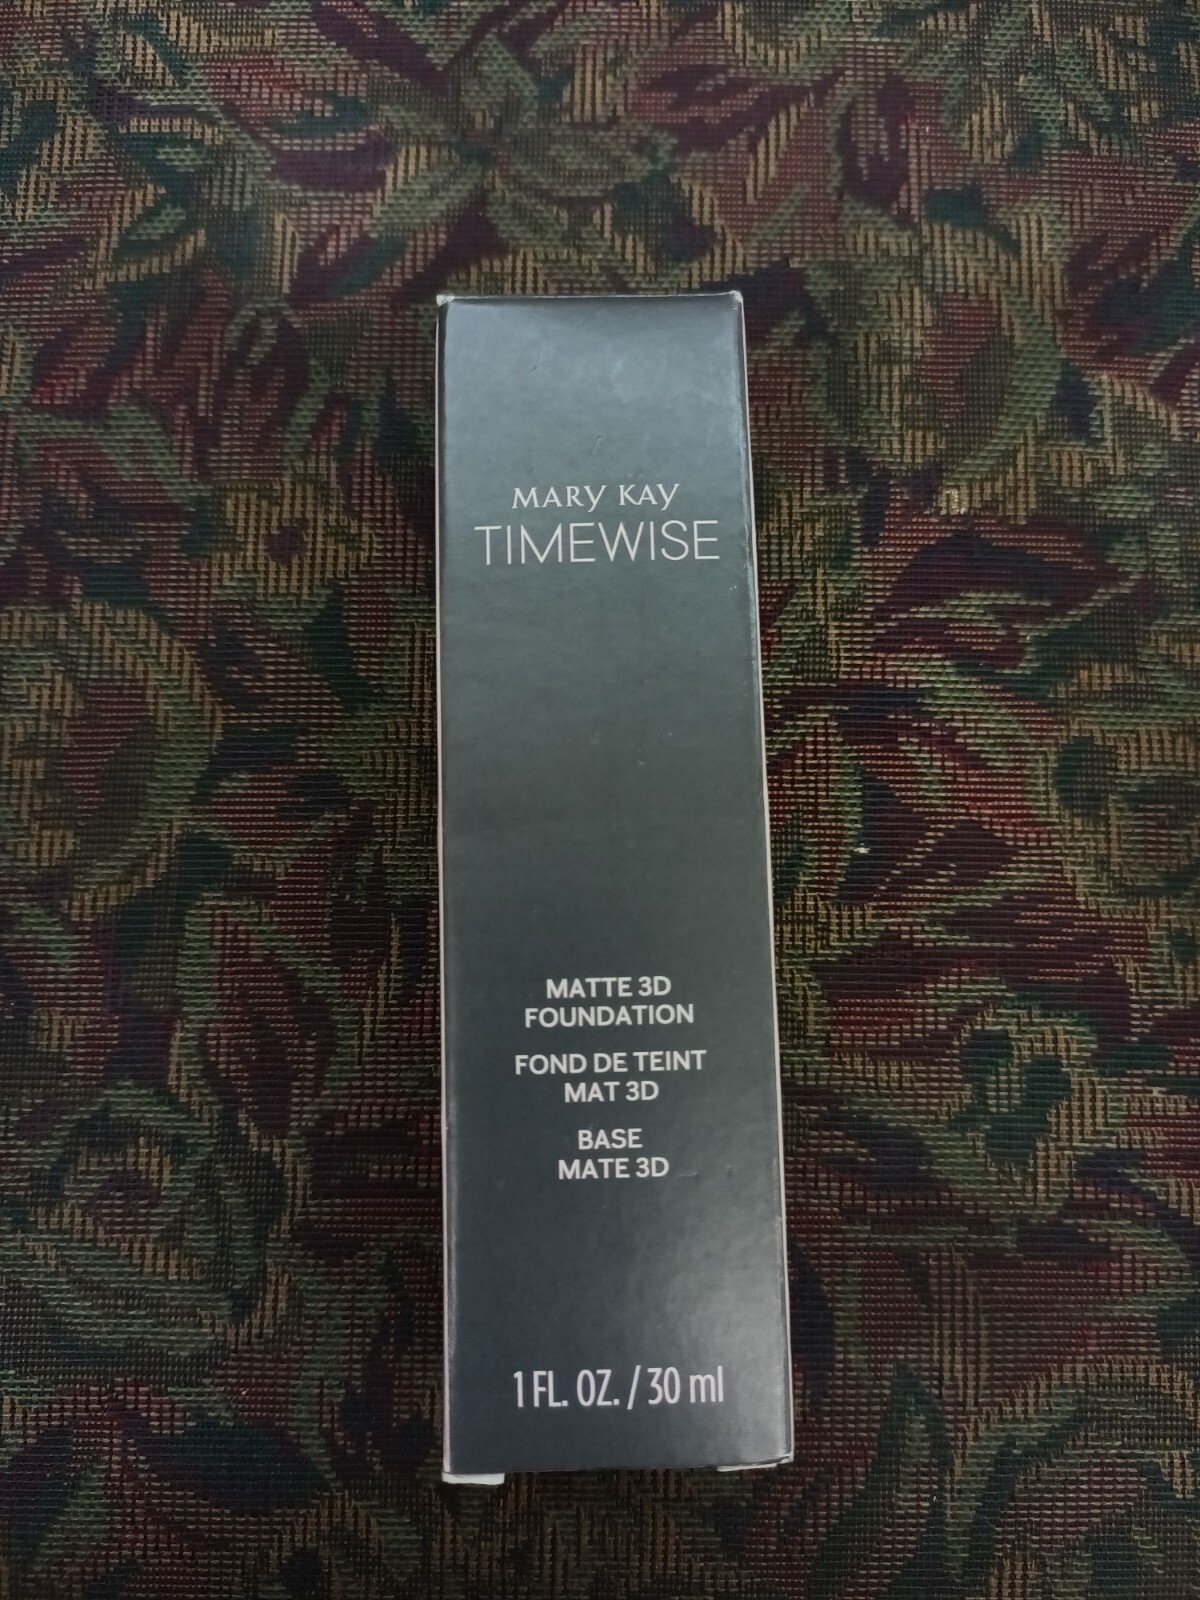 MARY KAY
TIMEWISE
MATTE 3D
FOUNDATION
FOND DE TEINT
MAT 3D
BASE
MATE 3D
1 FL. OZ. / 30 ml